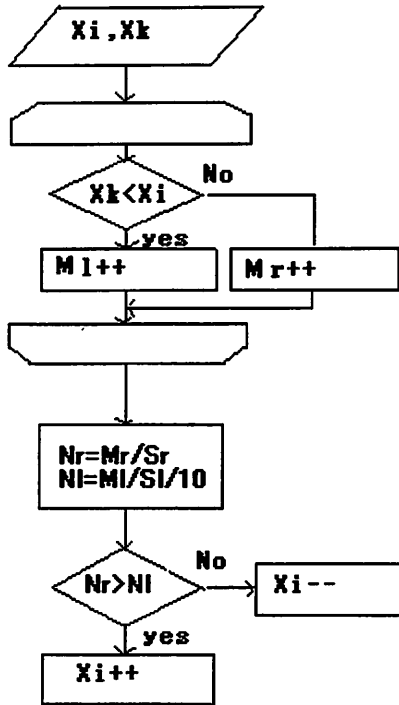 Xi,Xk
Xk<Xi
No
yes
Ml++
Mr++
Nr=Mr/Sr
Nl=Ml/Sl/10
Nr>Nl
No
Xi--
yes
Xi++